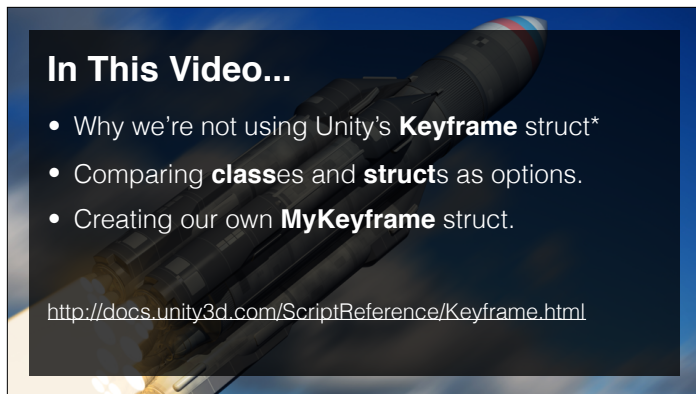 In This Video...
• Why we're not using Unity's Keyframe struct*
• Comparing classes and structs as options.
• Creating our own MyKeyframe struct.
http://docs.unity3d.com/ScriptReference/Keyframe.html